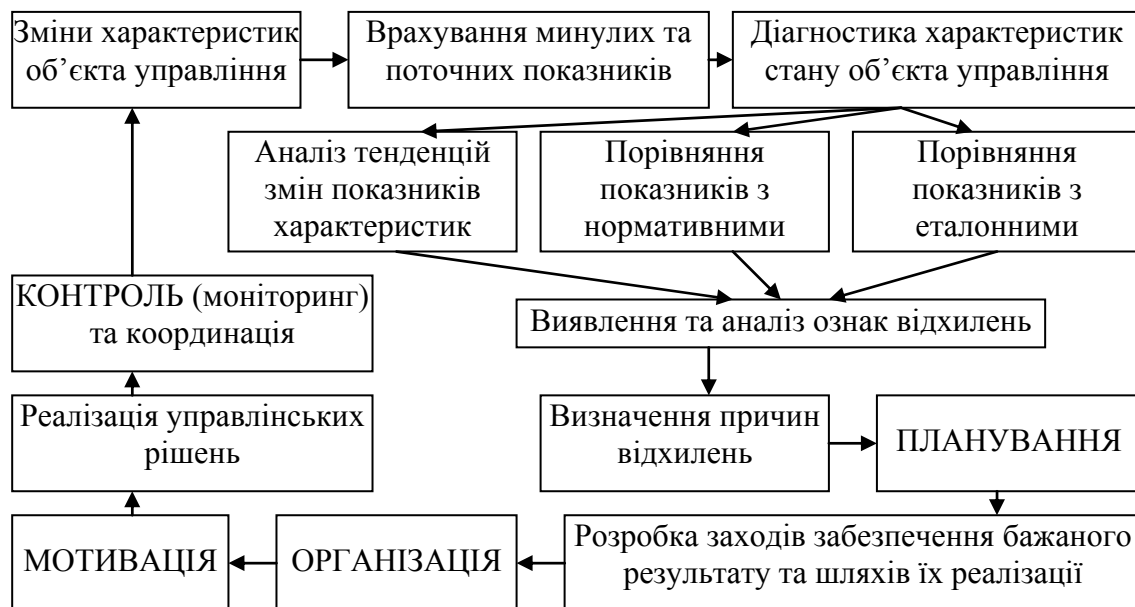 Зміни характеристик
об’єкта управління
Врахування минулих та
поточних показників
Діагностика характеристик
стану об’єкта управління
Аналіз тенденцій
змін показників
характеристик
Порівняння
показників з
нормативними
Порівняння
показників з
еталонними
КОНТРОЛЬ (моніторинг)
та координація
Виявлення та аналіз ознак відхилень
Реалізація управлінських
рішень
Визначення причин
відхилень
ПЛАНУВАННЯ
МОТИВАЦІЯ
ОРГАНІЗАЦІЯ
Розробка заходів забезпечення бажаного
результату та шляхів їх реалізації